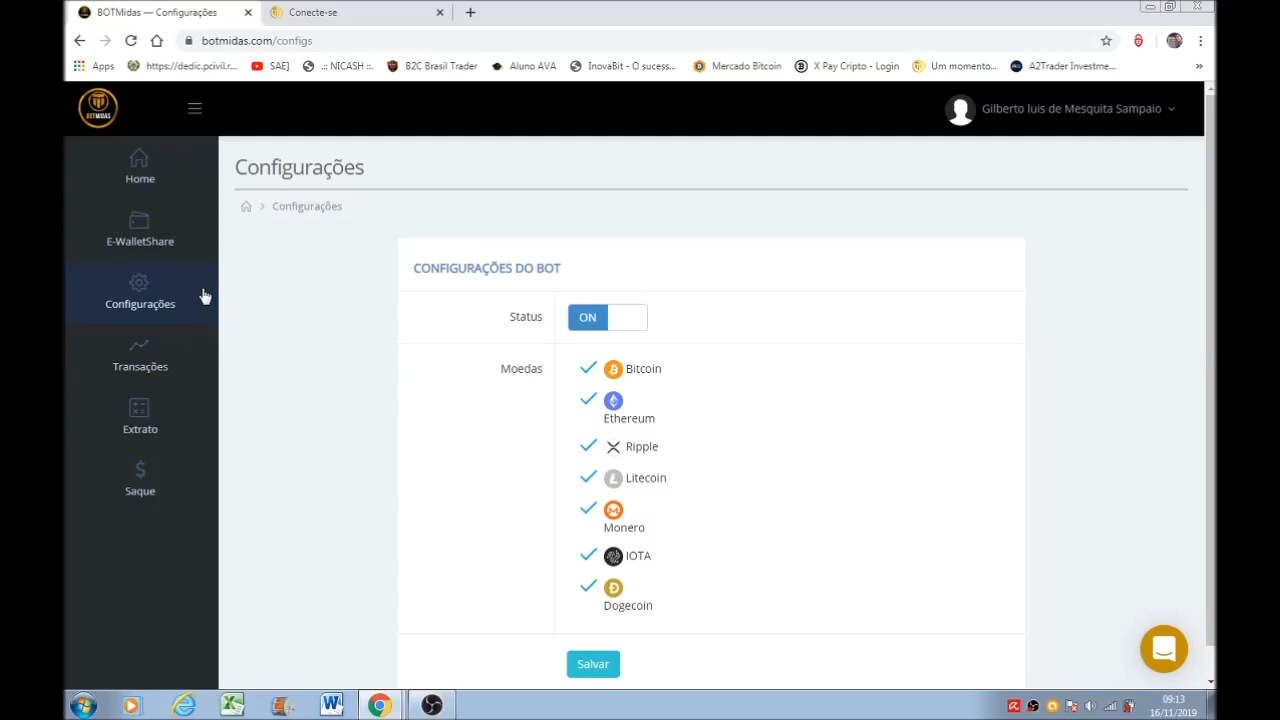 BOTMidas — Configurações
Conecte-se
botmidas.com/configs
Apps
https://dedic.pcivil.r...
SAEJ
.:: NICASH ::.
B2C Brasil Trader
Aluno AVA
InovaBit - O sucess...
Mercado Bitcoin
X Pay Cripto - Login
Um momento...
A2Trader Investme...
»
BOTMIDAS
Gilberto luis de Mesquita Sampaio
Home
E-WalletShare
Configurações
Transações
Extrato
Saque
Configurações
Configurações
CONFIGURAÇÕES DO BOT
Status
ON
Moedas
Bitcoin
Ethereum
Ripple
Litecoin
Monero
IOTA
Dogecoin
Salvar
09:13
16/11/2019